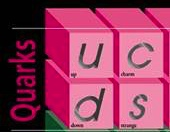 Quarks
u c
up charm
d s
down strange